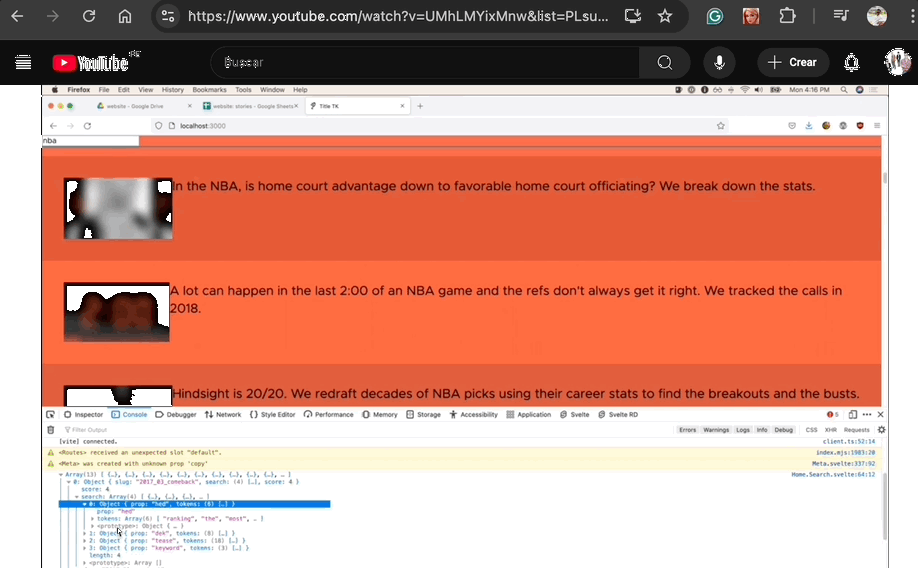 https://www.youtube.com/watch?v=UMhLMYixMnw&list=PLsu...
YouTube
Buscar
Crear
Firefox File Edit View History Bookmarks Tools Window Help
Mon 4:16 PM
website - Google Drive
website: stories - Google Sheets
Title TK
localhost:3000
nba
In the NBA, is home court advantage down to favorable home court officiating? We break down the stats.
A lot can happen in the last 2:00 of an NBA game and the refs don't always get it right. We tracked the calls in
2018.
Hindsight is 20/20. We redraft decades of NBA picks using their career stats to find the breakouts and the busts.
Inspector Console Debugger Network Style Editor Performance Memory Storage Accessibility Application Svelte Svelte RD 5
Filter Output Errors Warnings Logs Info Debug CSS XHR Requests
[vite] connected. client.ts:52:14
<Routes> received an unexpected slot "default". index.ejs:1983:20
<Meta> was created with unknown prop "copy" Meta.svelte:337:92
Array(13) [ {…}, {…}, {…}, {…}, {…}, {…}, {…}, {…}, {…}, {…}, … ] Home.Search.svelte:64:12
0: Object { slug: "2017_03_comeback", search: (4) […], score: 4 }
score: 4
search: Array(4) [ {…}, {…}, {…}, … ]
0: Object { prop: "hed", tokens: (6) […] }
prop: "hed"
tokens: Array(6) [ "ranking", "the", "most", … ]
<prototype>: Object { … }
1: Object { prop: "dek", tokens: (8) […] }
2: Object { prop: "tease", tokens: (18) […] }
3: Object { prop: "keyword", tokens: (3) […] }
length: 4
<prototype>: Array []